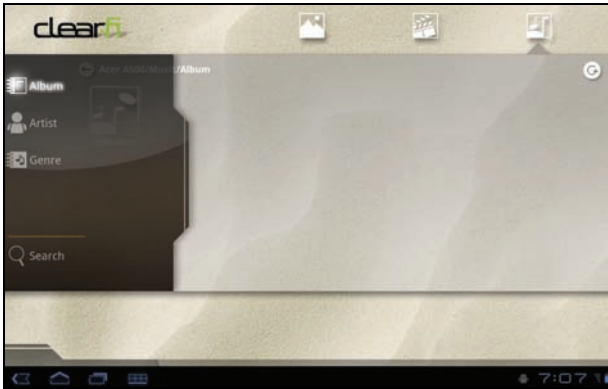 clear.fi
Acer A500/Music/Album
Album
Artist
Genre
Search
7:07